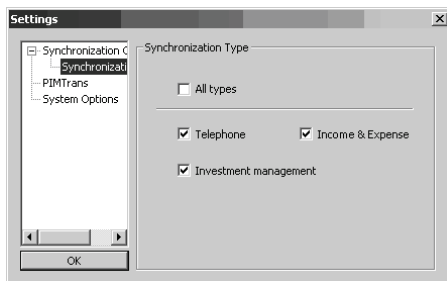 Settings
Synchronization Type
Synchronization
Synchronizati
PIMTrans
System Options
All types
Telephone
Income & Expense
Investment management
OK